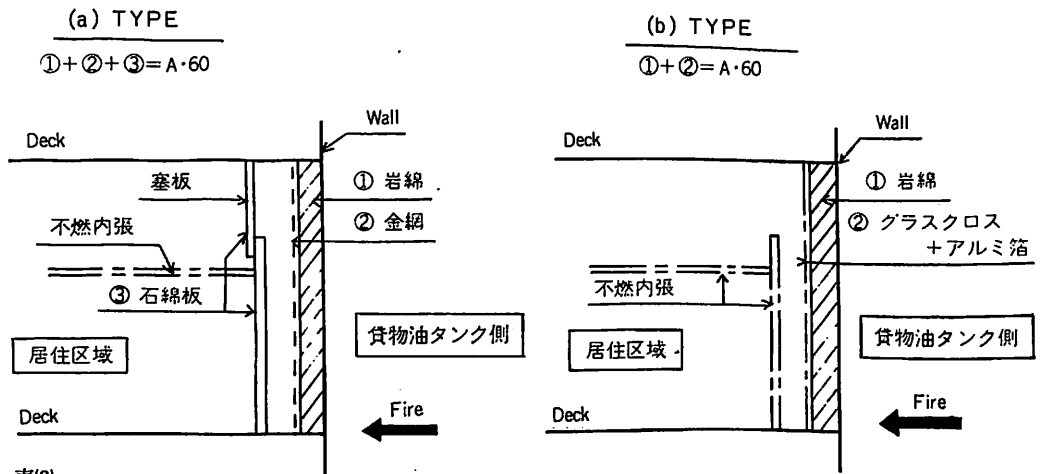 (a) TYPE
①+②+③=A·60
Deck
Wall
塞板
① 岩綿
② 金網
不燃内張
③ 石綿板
居住区域
貨物油タンク側
Deck
Fire
(b) TYPE
①+②=A·60
Deck
Wall
① 岩綿
② グラスクロス
+アルミ箔
不燃内張
居住区域
貨物油タンク側
Deck
Fire